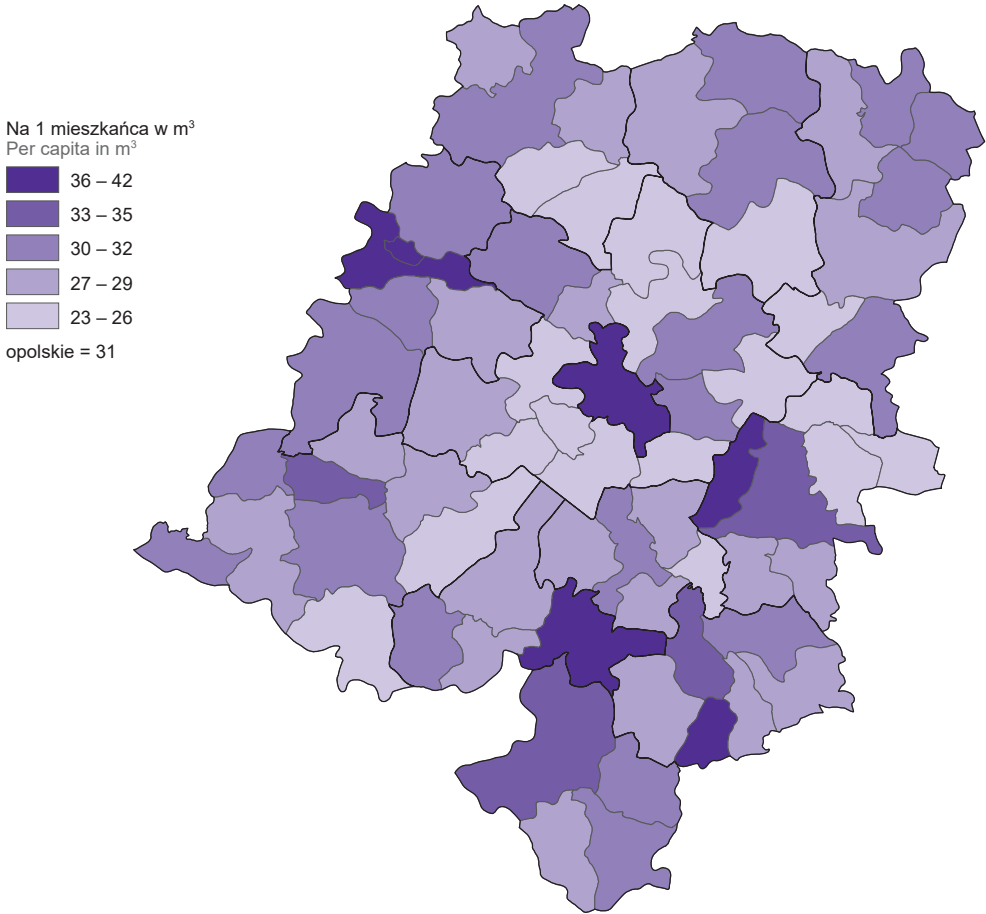 Na 1 mieszkańca w m³
Per capita in m³
36 – 42
33 – 35
30 – 32
27 – 29
23 – 26
opolskie = 31